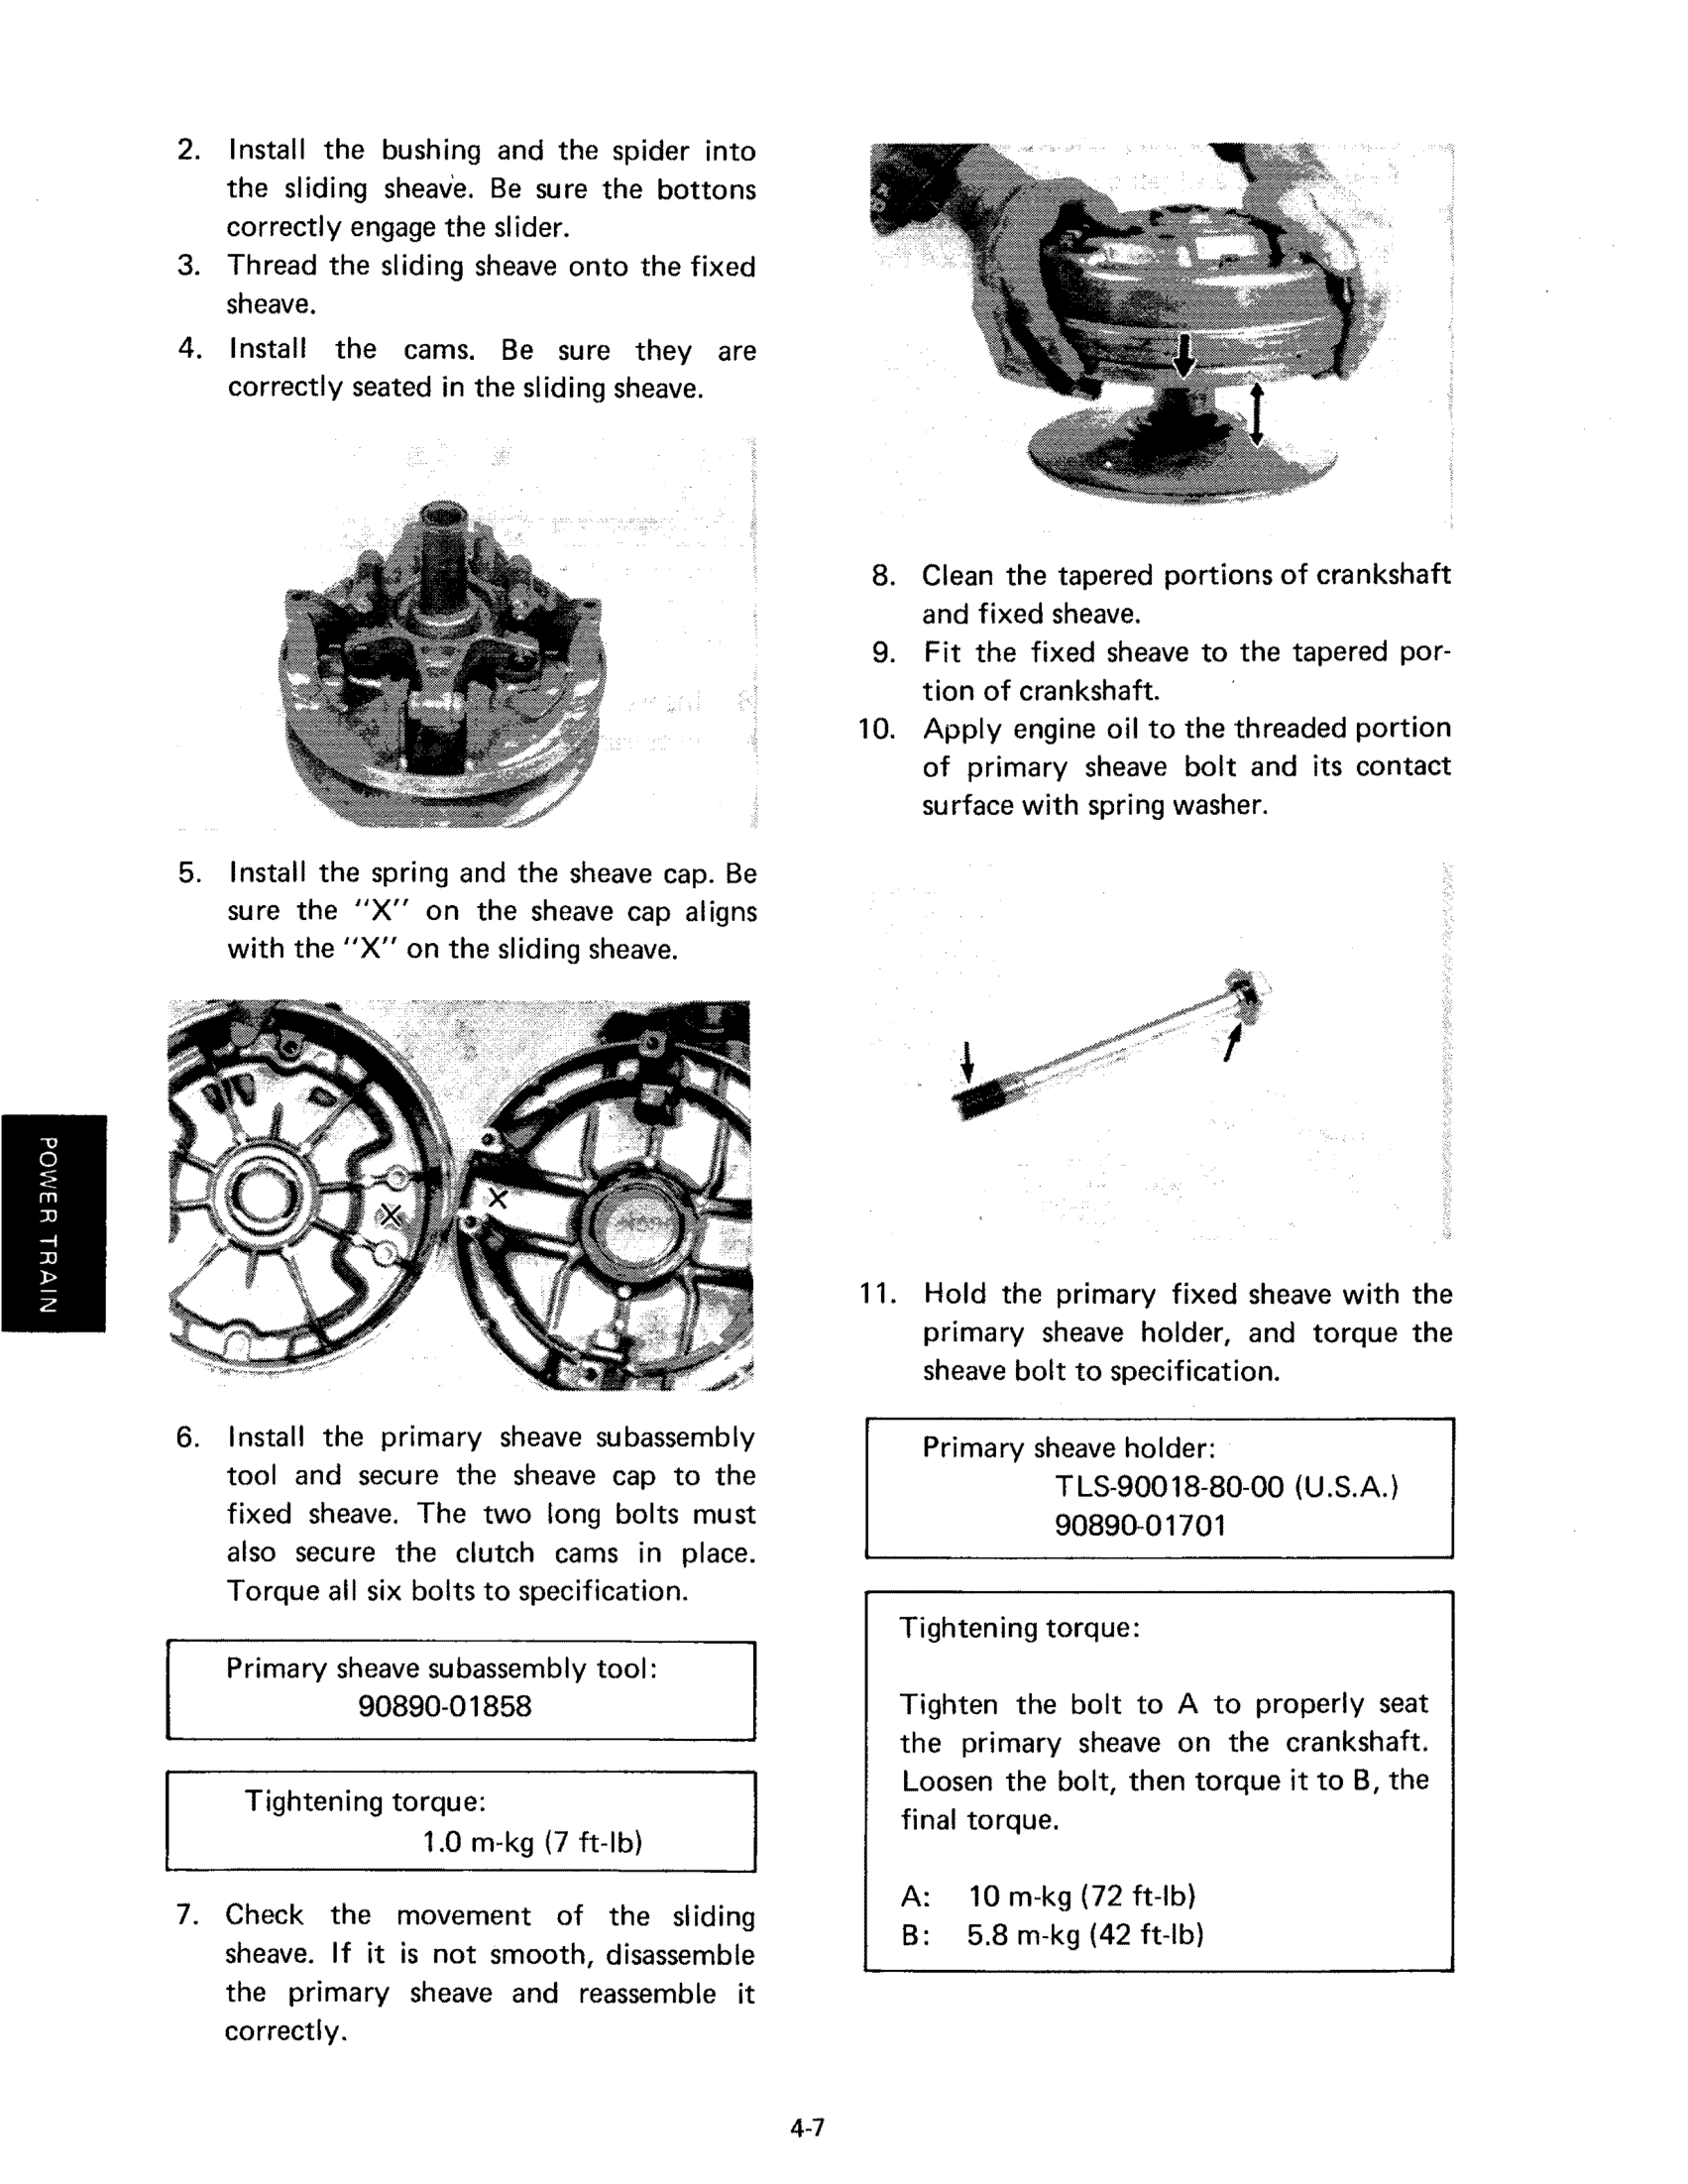 2. Install the bushing and the spider into
the sliding sheave. Be sure the bottons
correctly engage the slider.
3. Thread the sliding sheave onto the fixed
sheave.
4. Install the cams. Be sure they are
correctly seated in the sliding sheave.
5. Install the spring and the sheave cap. Be
sure the "X" on the sheave cap aligns
with the "X" on the sliding sheave.
X
X
6. Install the primary sheave subassembly
tool and secure the sheave cap to the
fixed sheave. The two long bolts must
also secure the clutch cams in place.
Torque all six bolts to specification.
Primary sheave subassembly tool:
90890-01858
Tightening torque:
1.0 m-kg (7 ft-lb)
7. Check the movement of the sliding
sheave. If it is not smooth, disassemble
the primary sheave and reassemble it
correctly.
8. Clean the tapered portions of crankshaft
and fixed sheave.
9. Fit the fixed sheave to the tapered por-
tion of crankshaft.
10. Apply engine oil to the threaded portion
of primary sheave bolt and its contact
surface with spring washer.
11. Hold the primary fixed sheave with the
primary sheave holder, and torque the
sheave bolt to specification.
Primary sheave holder:
TLS-90018-80-00 (U.S.A.)
90890-01701
Tightening torque:
Tighten the bolt to A to properly seat
the primary sheave on the crankshaft.
Loosen the bolt, then torque it to B, the
final torque.
A: 10 m-kg (72 ft-lb)
B: 5.8 m-kg (42 ft-lb)
POWER TRAIN
4-7